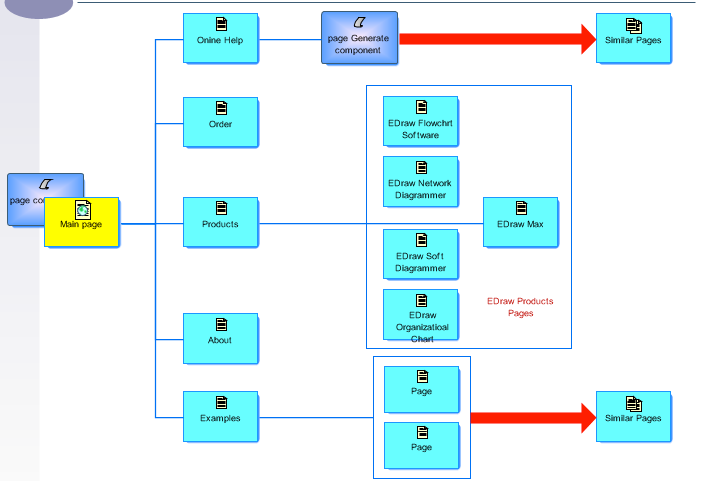 Online Help
page Generate
component
Similar Pages
Order
EDraw Flowchrt
Software
EDraw Network
Diagrammer
page
Main page
Products
EDraw Max
EDraw Soft
Diagrammer
EDraw
Organizatioal
Chart
EDraw Products
Pages
About
Page
Examples
Similar Pages
Page